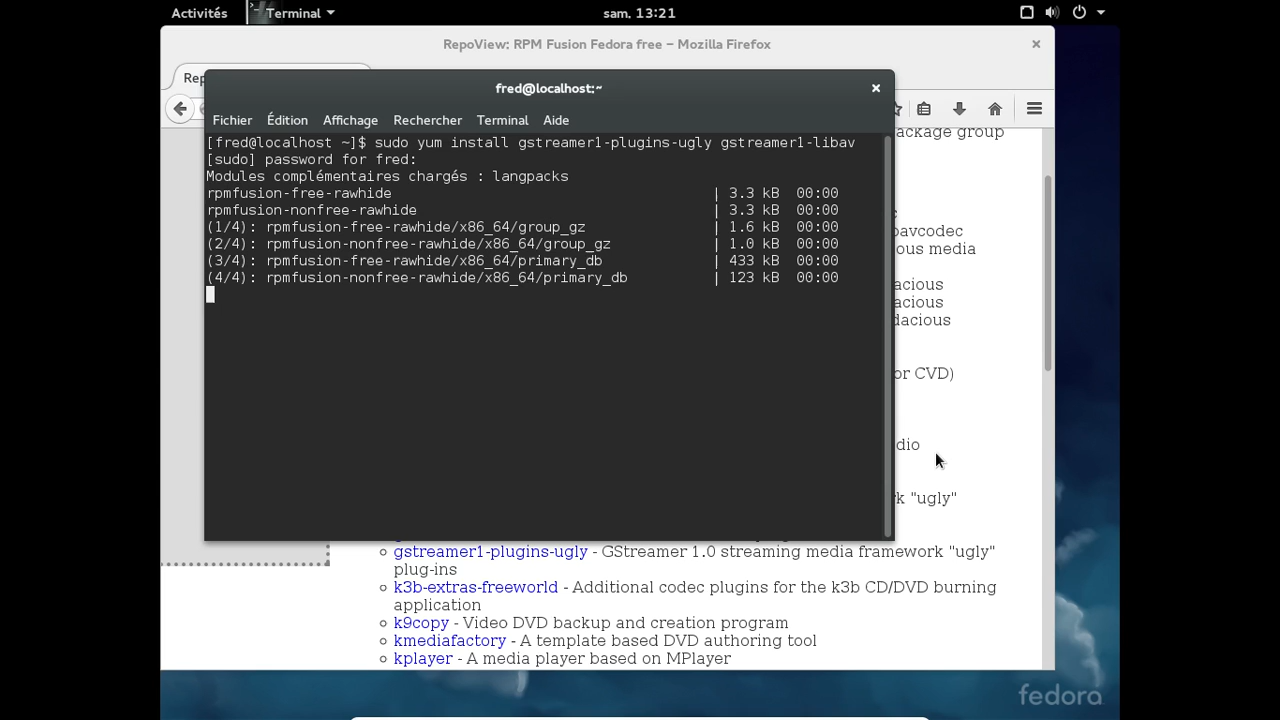 Activités
Terminal
sam. 13:21
RepoView: RPM Fusion Fedora free – Mozilla Firefox
Rep
fred@localhost:~
Fichier Édition Affichage Rechercher Terminal Aide
[fred@localhost ~]$ sudo yum install gstreamer1-plugins-ugly gstreamer1-libav
[sudo] password for fred:
Modules complémentaires chargés : langpacks
rpmfusion-free-rawhide | 3.3 kB 00:00
rpmfusion-nonfree-rawhide | 3.3 kB 00:00
(1/4): rpmfusion-free-rawhide/x86_64/group_gz | 1.6 kB 00:00
(2/4): rpmfusion-nonfree-rawhide/x86_64/group_gz | 1.0 kB 00:00
(3/4): rpmfusion-free-rawhide/x86_64/primary_db | 433 kB 00:00
(4/4): rpmfusion-nonfree-rawhide/x86_64/primary_db | 123 kB 00:00
ackage group
avcodec
ous media
acious
acious
dacious
or CVD)
dio
k "ugly"
gstreamer1-plugins-ugly - GStreamer 1.0 streaming media framework "ugly"
plug-ins
k3b-extras-freeworld - Additional codec plugins for the k3b CD/DVD burning
application
k9copy - Video DVD backup and creation program
kmediafactory - A template based DVD authoring tool
kplayer - A media player based on MPlayer
fedora